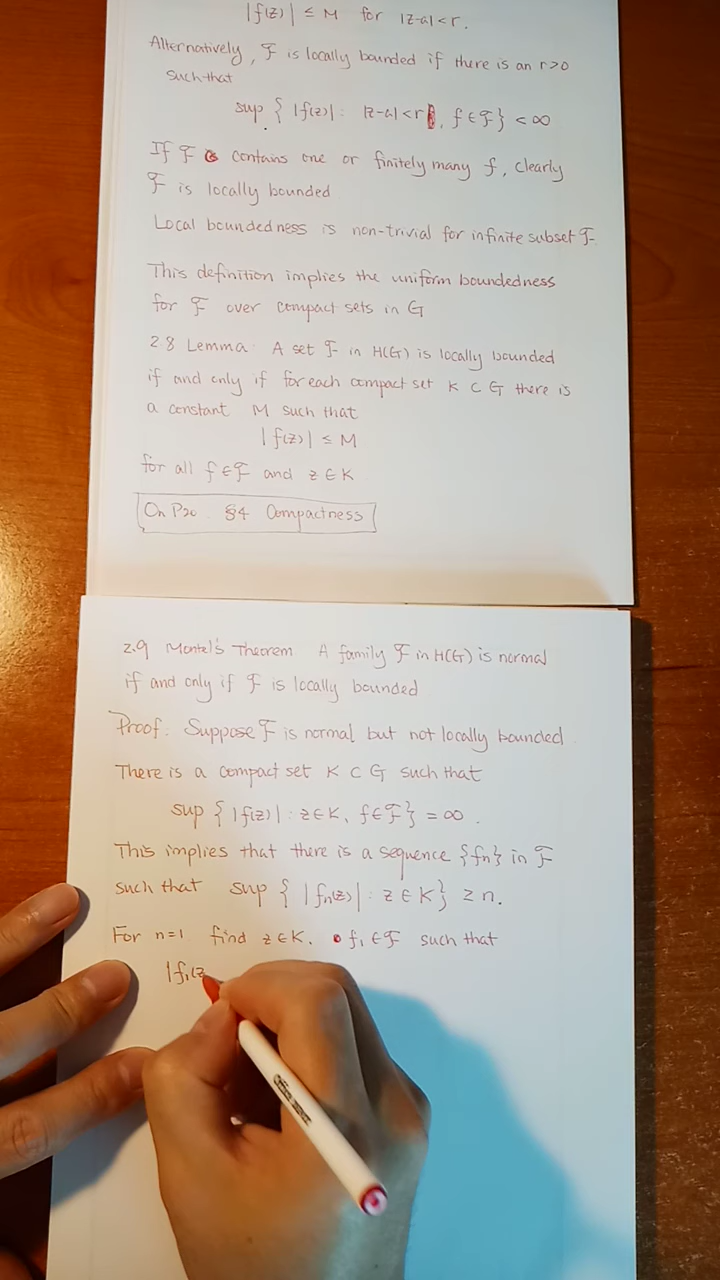 |f(z)| ≤ M for |z-a|<r.
Alternatively, F is locally bounded if there is an r>0
such that
sup { |f(z)| : |z-a|<r, f∈F } < ∞
If F contains one or finitely many f, clearly
F is locally bounded
Local boundedness is non-trivial for infinite subset F
This definition implies the uniform boundedness
for F over compact sets in G
2.8 Lemma. A set F in H(G) is locally bounded
if and only if for each compact set K ⊂ G there is
a constant M such that
|f(z)| ≤ M
for all f∈F and z∈K
On P20 §4 Compactness
2.9 Montel's Theorem A family F in H(G) is normal
if and only if F is locally bounded
Proof. Suppose F is normal but not locally bounded.
There is a compact set K ⊂ G such that
sup { |f(z)| : z∈K, f∈F } = ∞.
This implies that there is a sequence {fn} in F
such that sup { |fn(z)| : z∈K } ≥ n.
For n=1 find z∈K, f1∈F such that
|f1(z